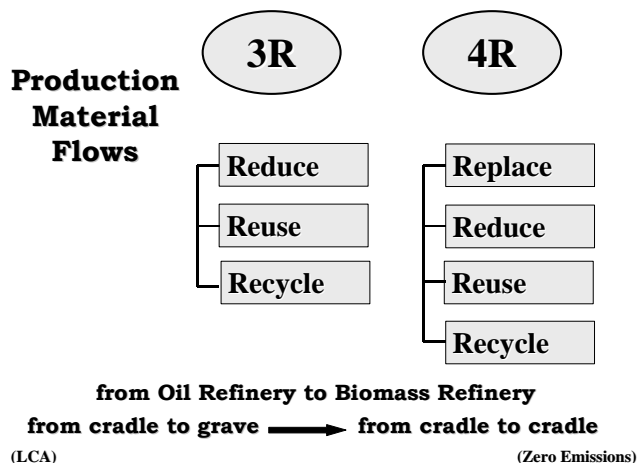 3R
4R
Production
Material
Flows
Reduce
Reuse
Recycle
Replace
Reduce
Reuse
Recycle
from Oil Refinery to Biomass Refinery
from cradle to grave from cradle to cradle
(LCA) (Zero Emissions)